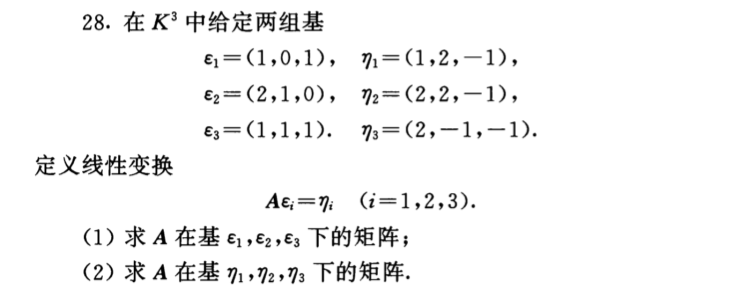 28. 在 K³ 中给定两组基
ε₁=(1,0,1), η₁=(1,2,-1),
ε₂=(2,1,0), η₂=(2,2,-1),
ε₃=(1,1,1). η₃=(2,-1,-1).
定义线性变换
Aεᵢ=ηᵢ (i=1,2,3).
(1) 求 A 在基 ε₁,ε₂,ε₃ 下的矩阵;
(2) 求 A 在基 η₁,η₂,η₃ 下的矩阵.